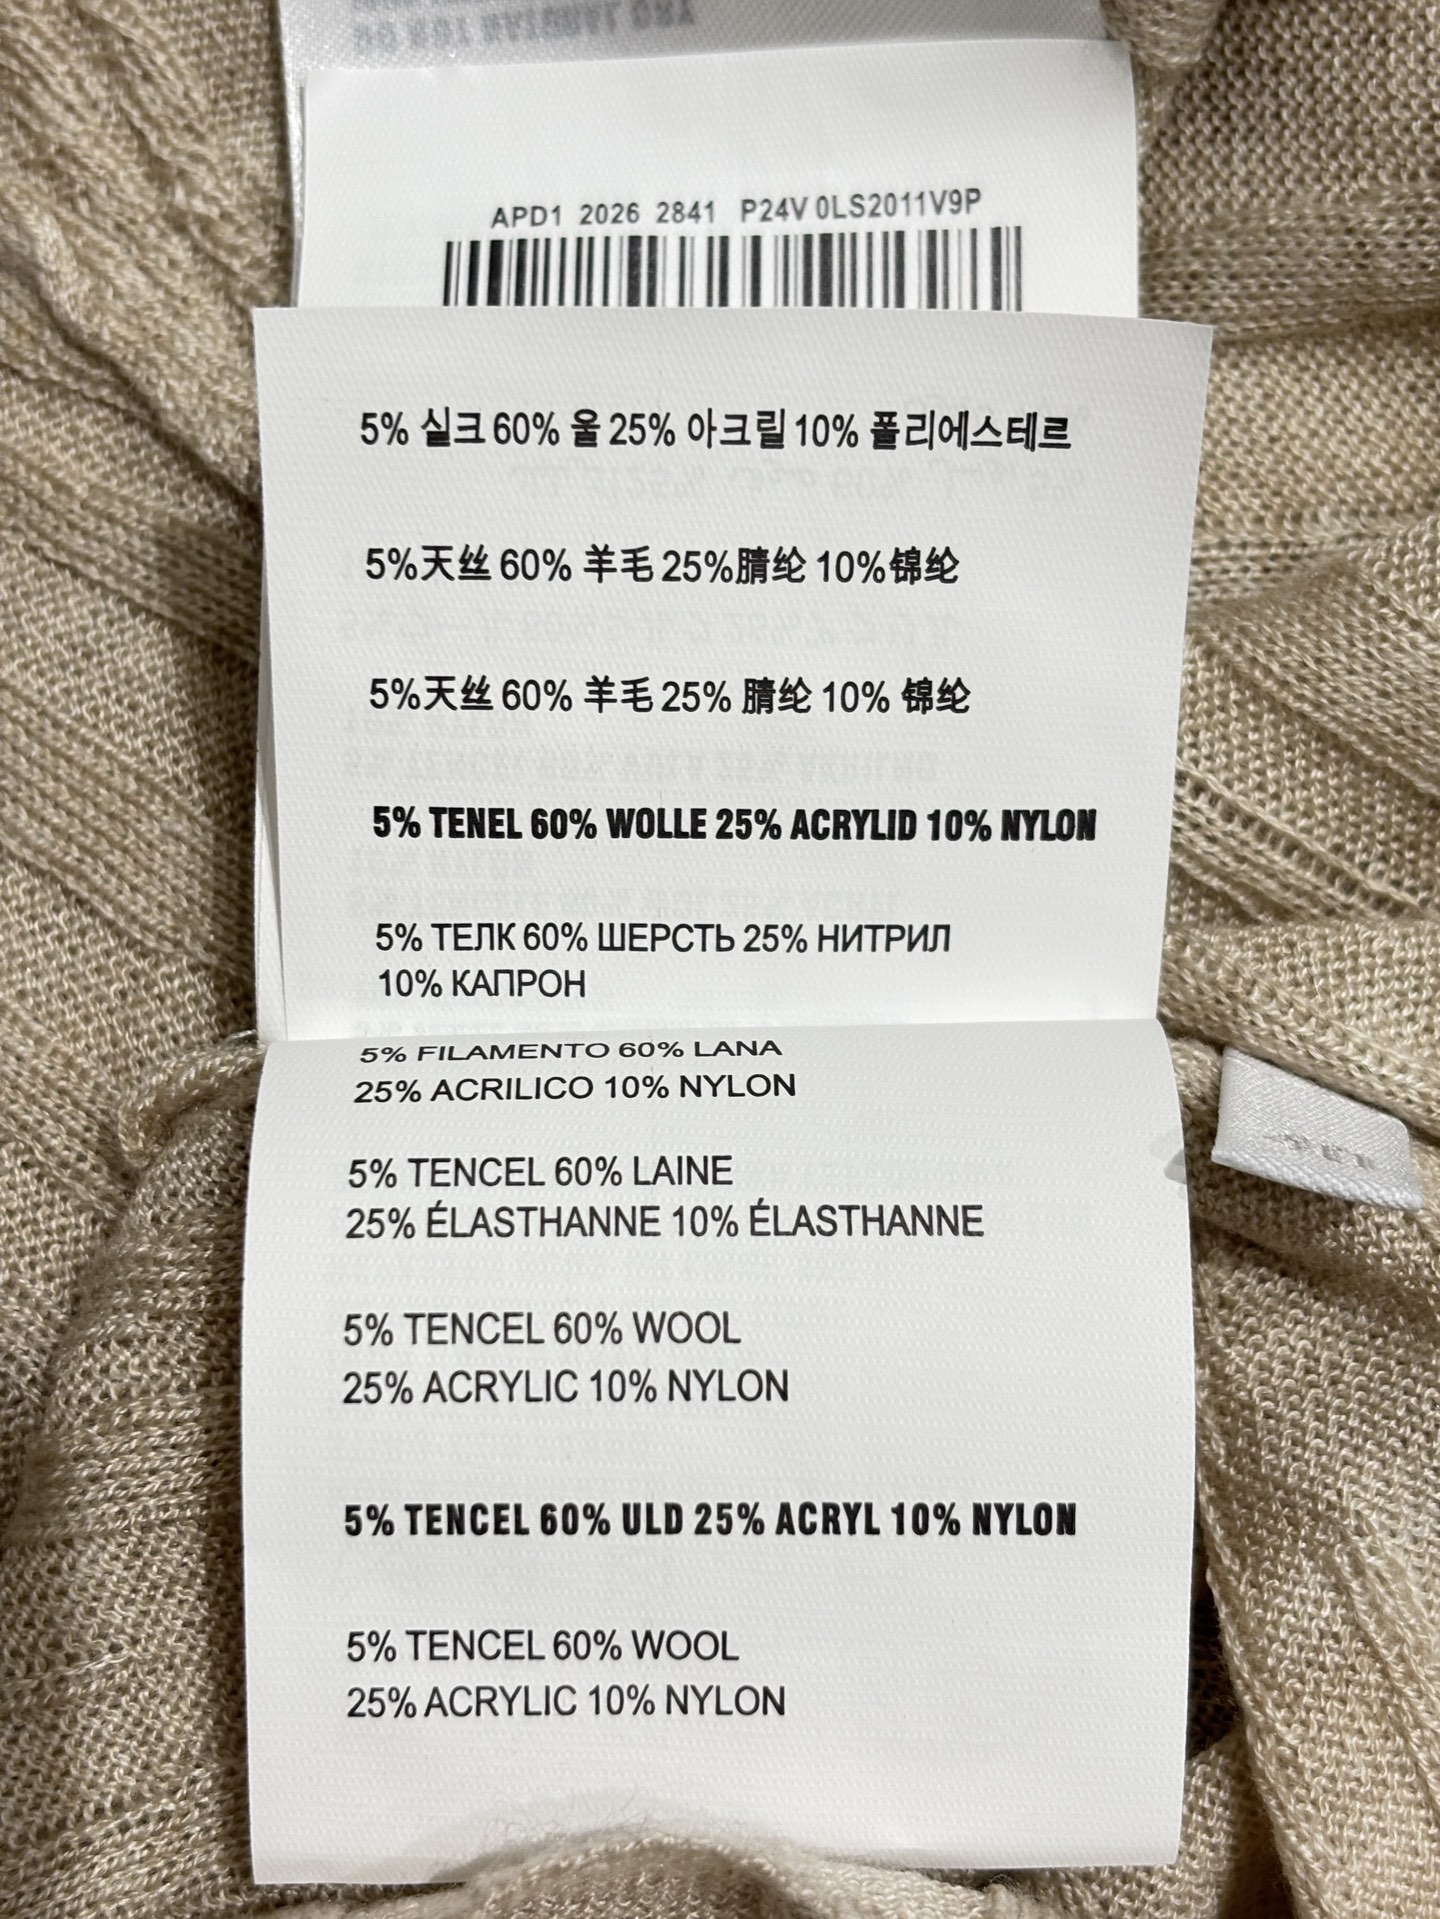 DO NOT NATURAL DRY
APD1 2026 2841 P24V 0LS2011V9P
5% 실크 60% 울 25% 아크릴 10% 폴리에스테르
5%天丝 60% 羊毛 25%腈纶 10%锦纶
5%天丝 60% 羊毛 25% 腈纶 10% 锦纶
5% TENEL 60% WOLLE 25% ACRYLID 10% NYLON
5% ТЕЛК 60% ШЕРСТЬ 25% НИТРИЛ
10% КАПРОН
5% FILAMENTO 60% LANA
25% ACRILICO 10% NYLON
5% TENCEL 60% LAINE
25% ÉLASTHANNE 10% ÉLASTHANNE
5% TENCEL 60% WOOL
25% ACRYLIC 10% NYLON
5% TENCEL 60% ULD 25% ACRYL 10% NYLON
5% TENCEL 60% WOOL
25% ACRYLIC 10% NYLON